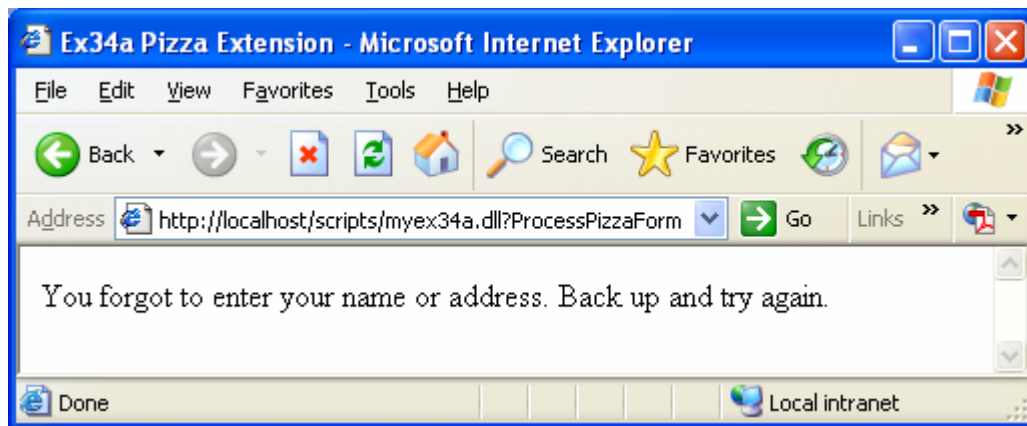 Ex34a Pizza Extension - Microsoft Internet Explorer
File Edit View Favorites Tools Help
Back Search Favorites »
Address http://localhost/scripts/myex34a.dll?ProcessPizzaForm Go Links »
You forgot to enter your name or address. Back up and try again.
Done Local intranet